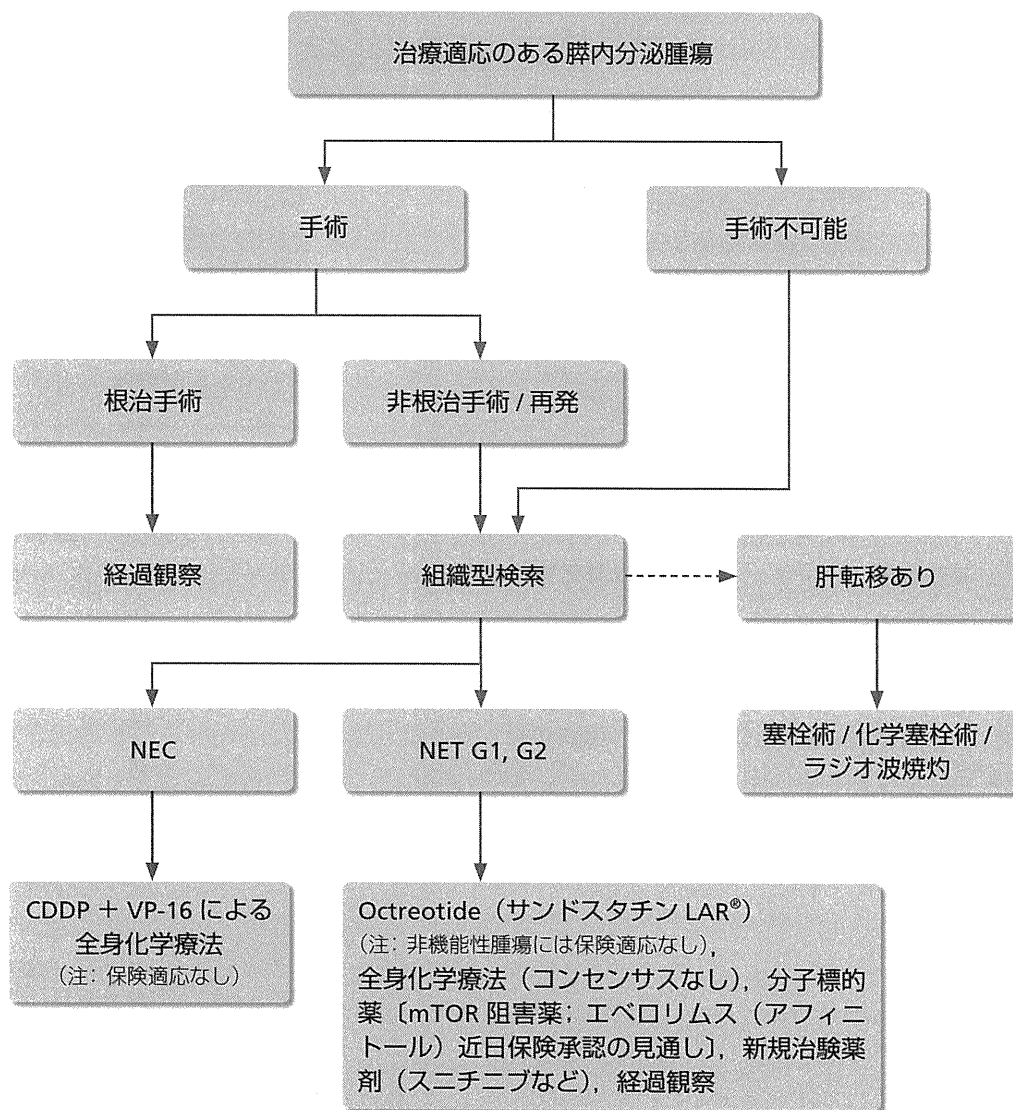 治療適応のある膵内分泌腫瘍
手術
手術不可能
根治手術
非根治手術 / 再発
経過観察
組織型検索
肝転移あり
NEC
NET G1, G2
塞栓術 / 化学塞栓術 /
ラジオ波焼灼
CDDP + VP-16 による
全身化学療法
(注: 保険適応なし)
Octreotide(サンドスタチン LAR®)
(注: 非機能性腫瘍には保険適応なし),
全身化学療法(コンセンサスなし), 分子標的
薬〔mTOR 阻害薬; エベロリムス(アフィニ
トール)近日保険承認の見通し〕, 新規治験薬
剤(スニチニブなど), 経過観察